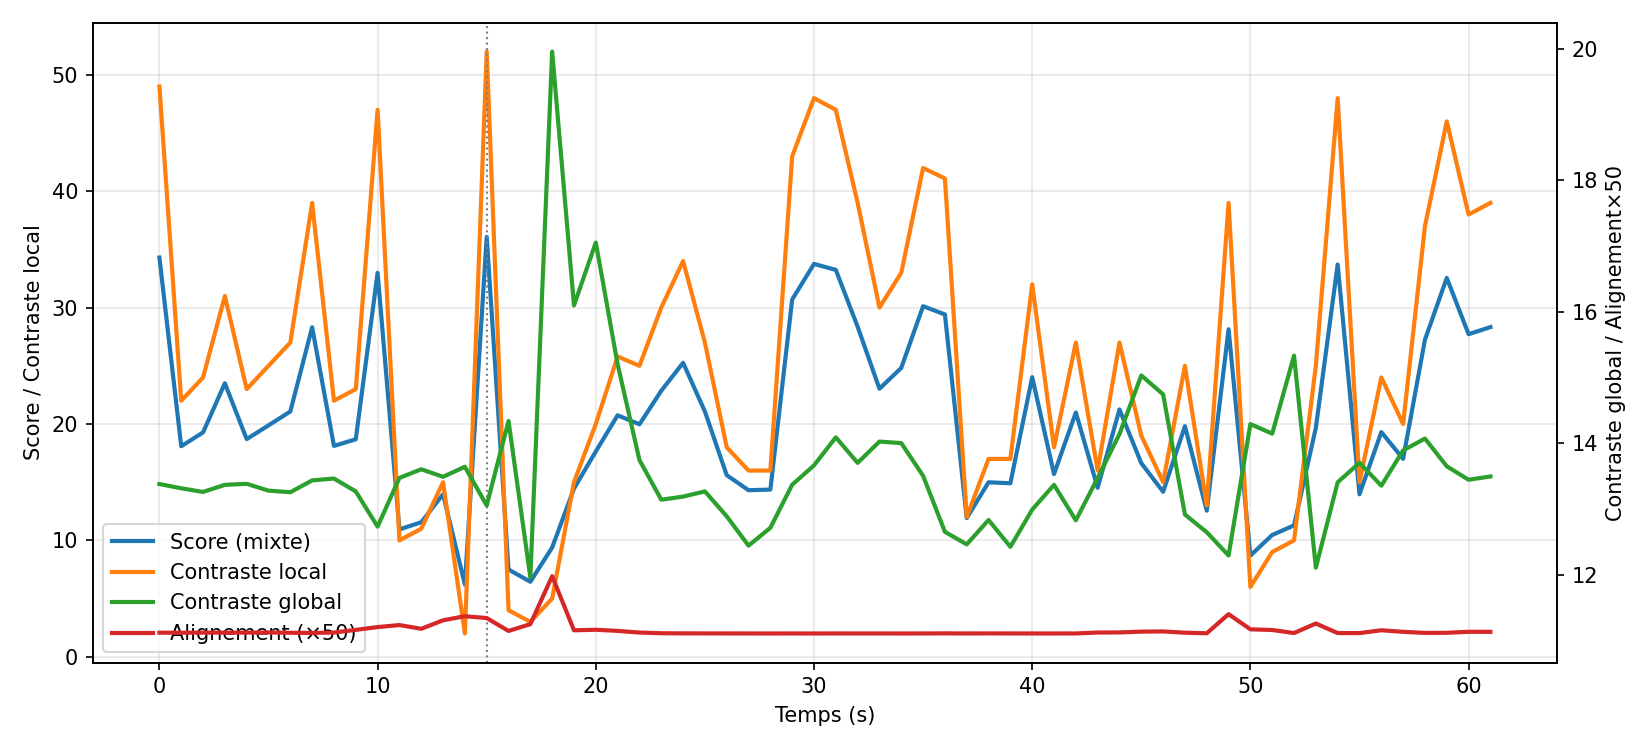 Score / Contraste local
50
40
30
20
10
0
Score (mixte)
Contraste local
Contraste global
Alignement (×50)
0
10
20
30
40
50
60
Temps (s)
20
18
16
14
12
Contraste global / Alignement×50